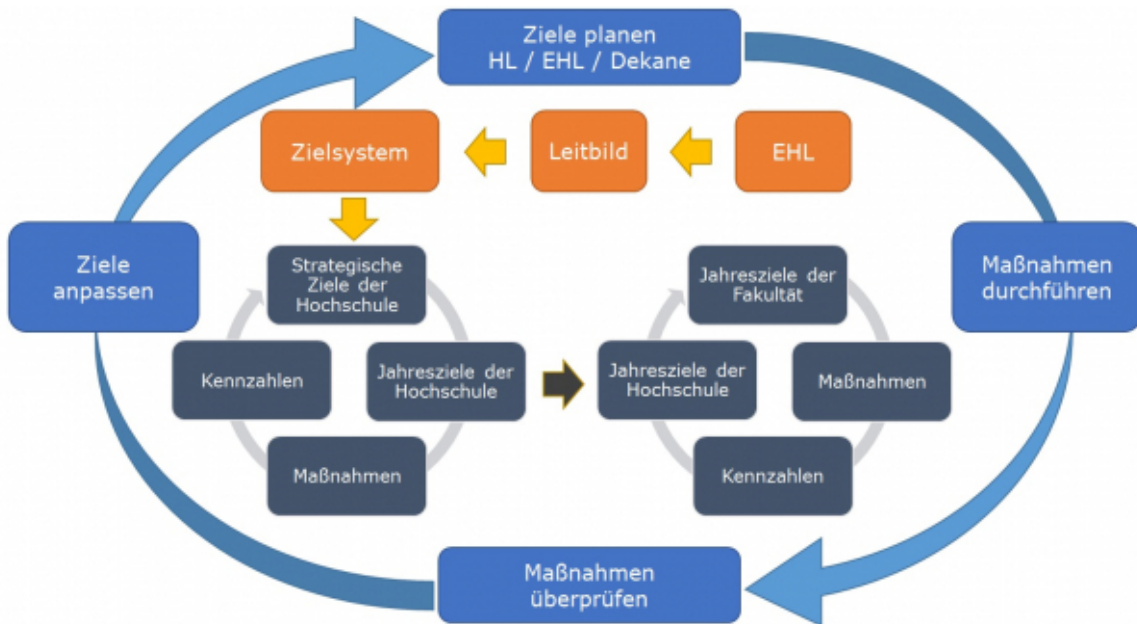 Ziele planen
HL / EHL / Dekane
Zielsystem
Leitbild
EHL
Ziele
anpassen
Maßnahmen
durchführen
Strategische
Ziele der
Hochschule
Jahresziele der
Fakultät
Kennzahlen
Jahresziele der
Hochschule
Jahresziele der
Hochschule
Maßnahmen
Maßnahmen
Kennzahlen
Maßnahmen
überprüfen